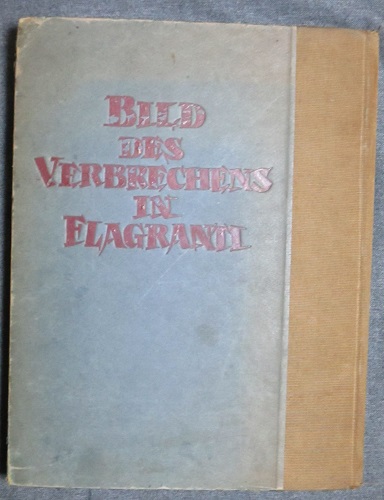 BILD
DES
VERBRECHENS
IN
FLAGRANTI